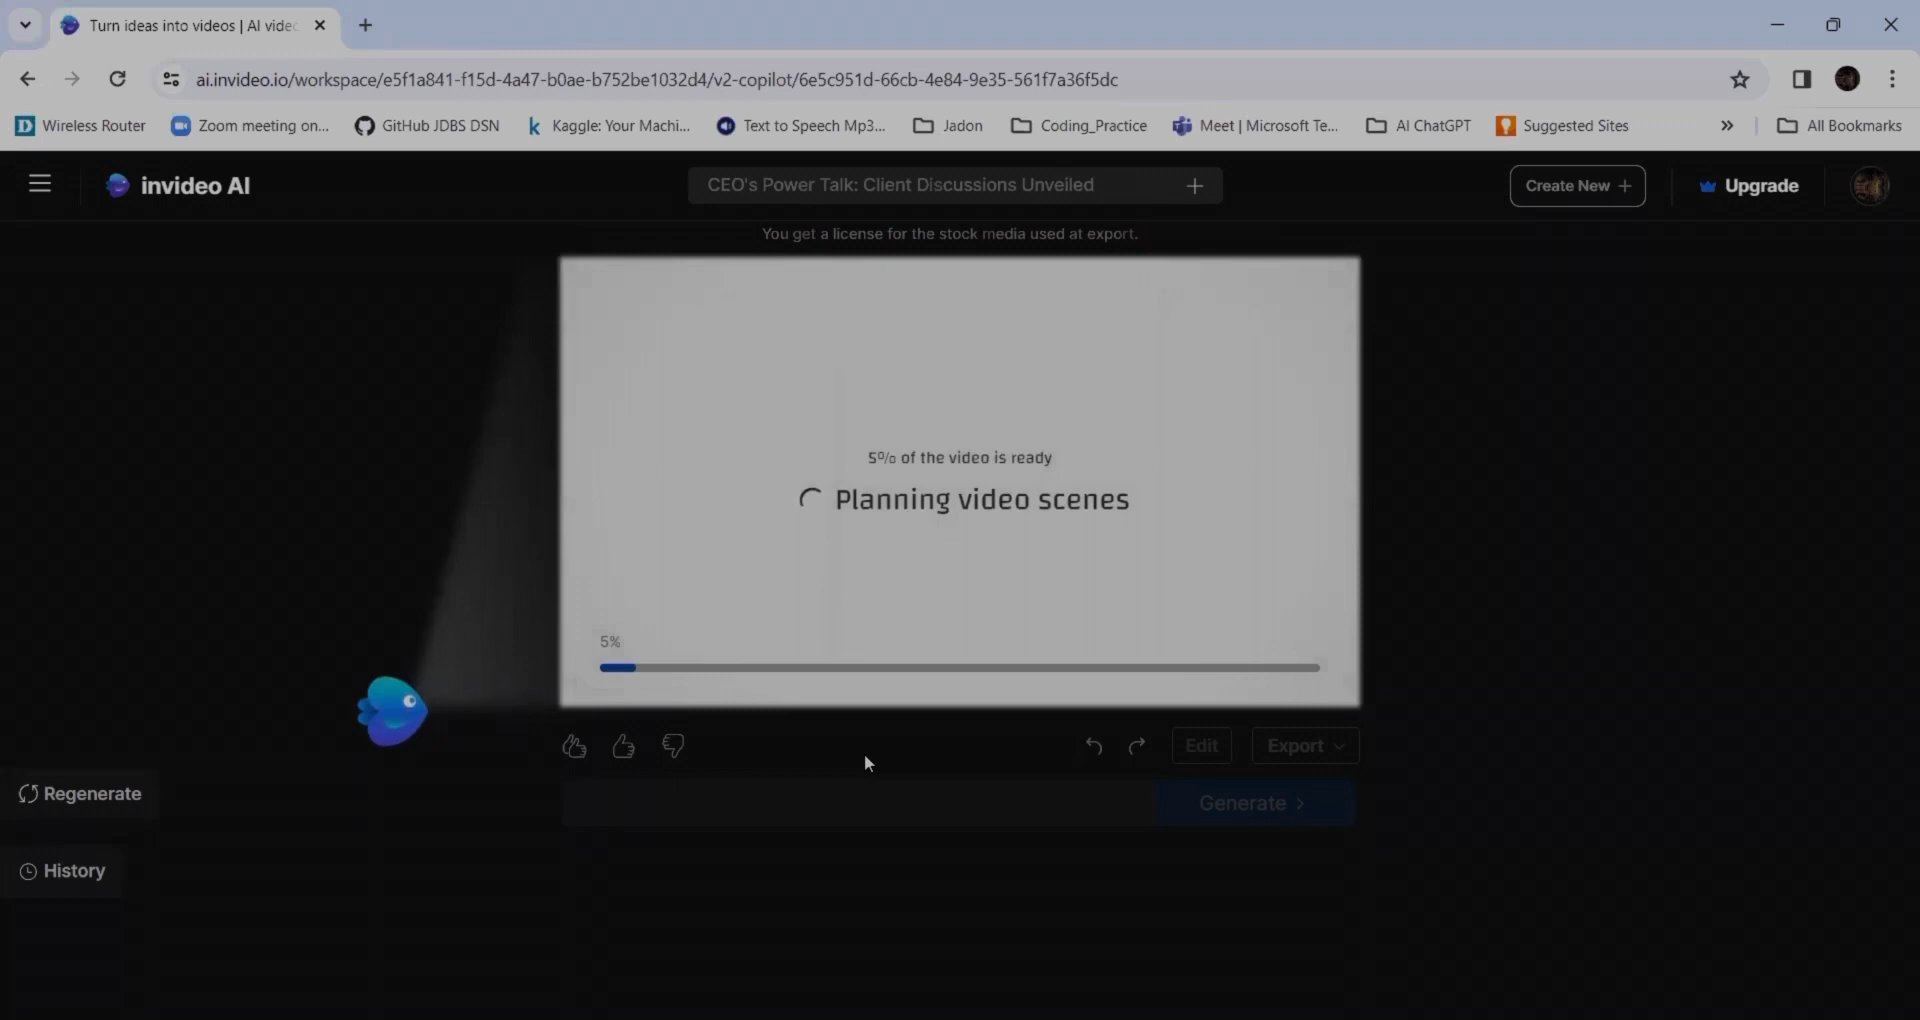 Turn ideas into videos | AI videc
ai.invideo.io/workspace/e5f1a841-f15d-4a47-b0ae-b752be1032d4/v2-copilot/6e5c951d-66cb-4e84-9e35-561f7a36f5dc
Wireless Router
Zoom meeting on...
GitHub JDBS DSN
Kaggle: Your Machi...
Text to Speech Mp3...
Jadon
Coding_Practice
Meet | Microsoft Te...
AI ChatGPT
Suggested Sites
All Bookmarks
invideo AI
CEO's Power Talk: Client Discussions Unveiled
Create New +
Upgrade
You get a license for the stock media used at export.
5% of the video is ready
Planning video scenes
5%
Edit
Export
Regenerate
Generate >
History